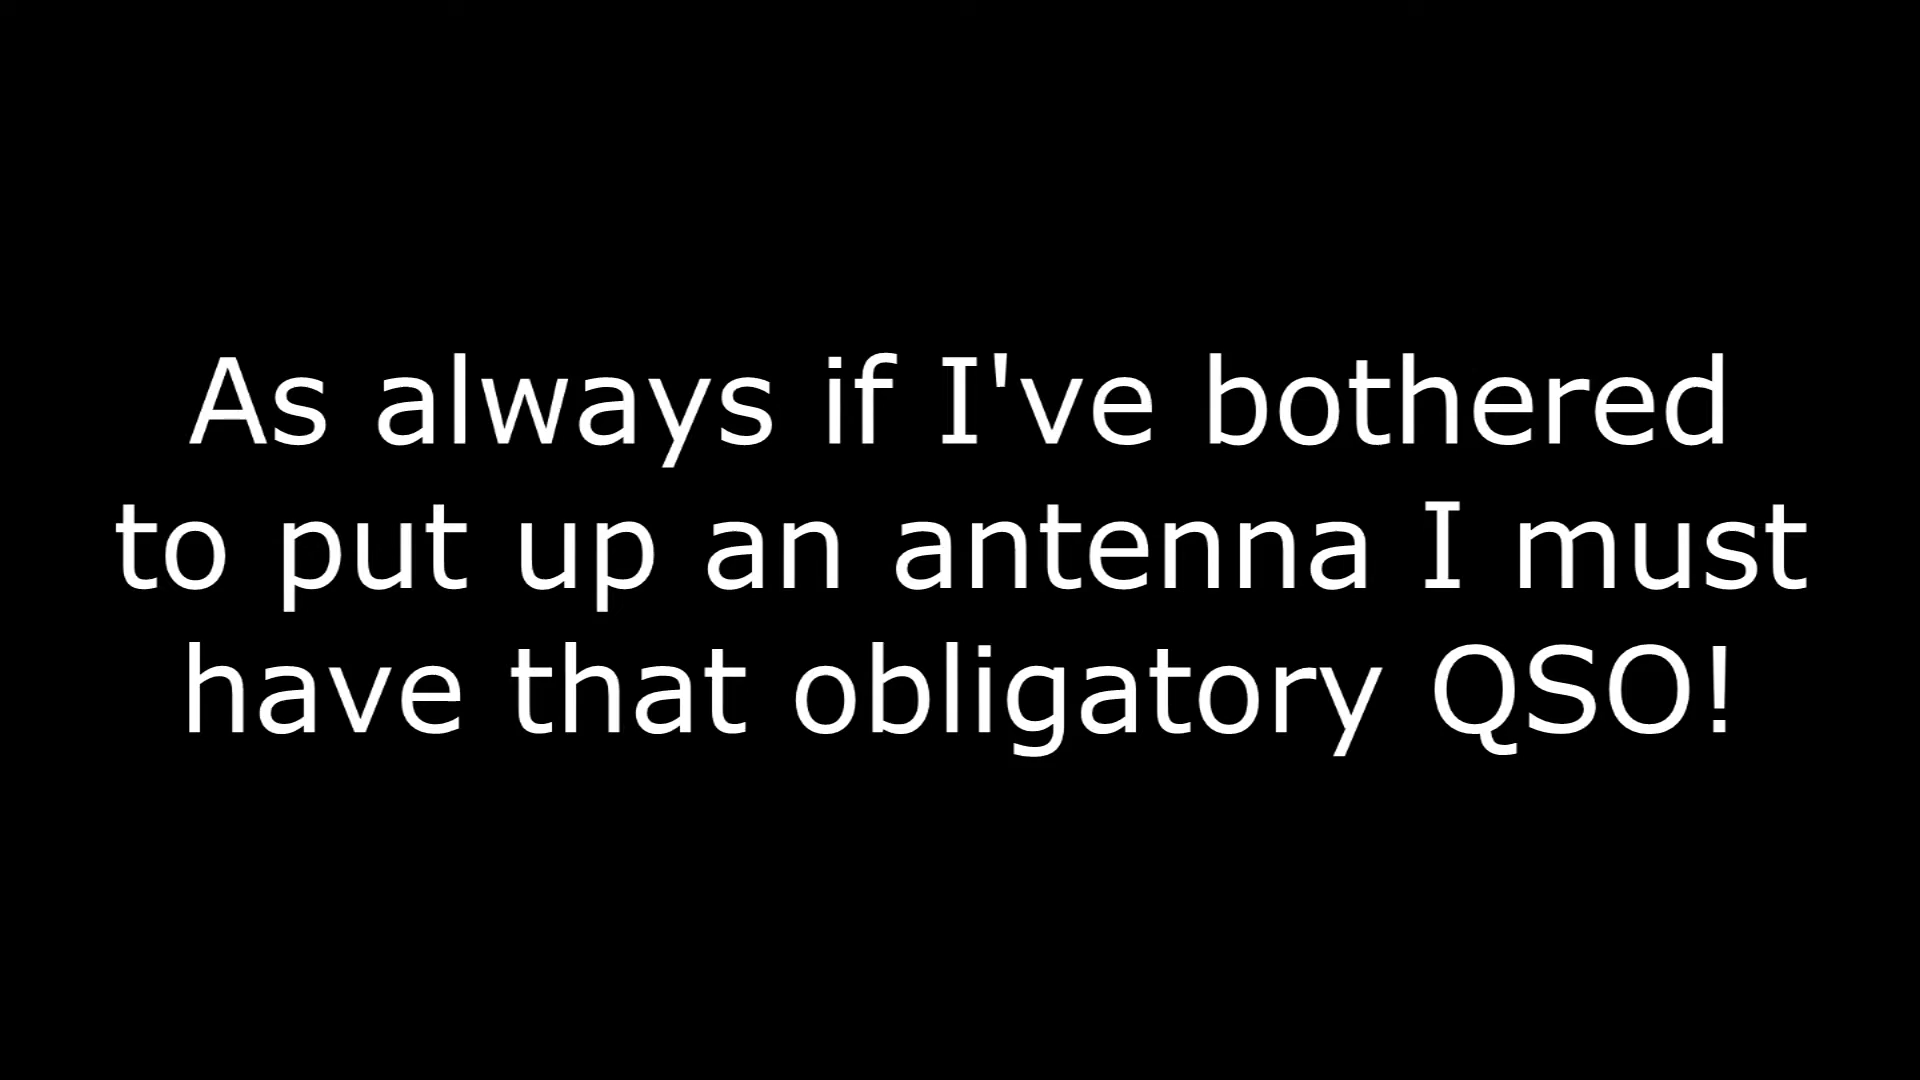 As always if I've bothered
to put up an antenna I must
have that obligatory QSO!